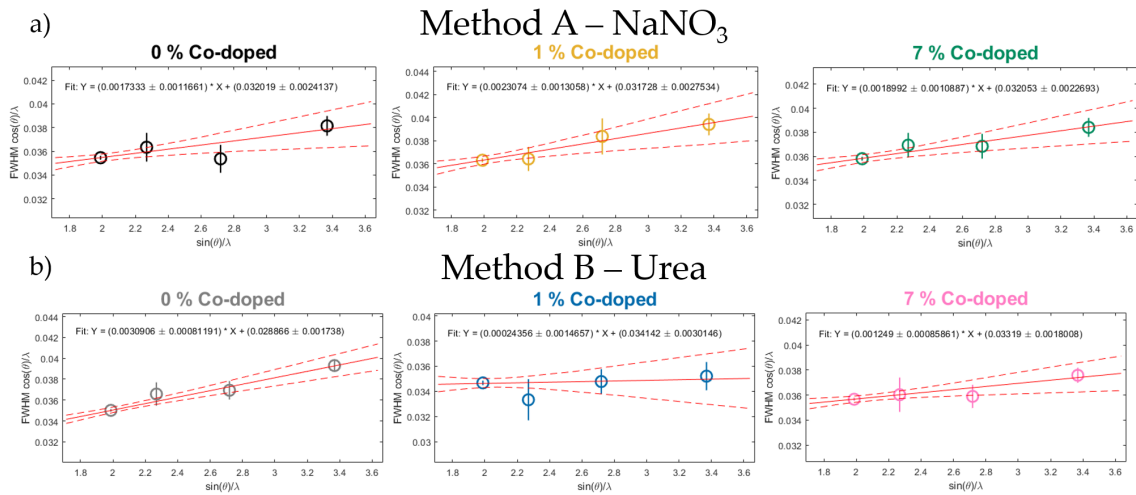 a)
Method A – NaNO₃
0 % Co-doped
1 % Co-doped
7 % Co-doped
Fit: Y = (0.0017333 ± 0.0011661) * X + (0.032019 ± 0.0024137)
FWHM cos(θ)/λ
0.042
0.04
0.038
0.036
0.034
0.032
1.8 2 2.2 2.4 2.6 2.8 3 3.2 3.4 3.6
sin(θ)/λ
Fit: Y = (0.0023074 ± 0.0013058) * X + (0.031728 ± 0.0027534)
FWHM cos(θ)/λ
0.042
0.04
0.038
0.036
0.034
0.032
1.8 2 2.2 2.4 2.6 2.8 3 3.2 3.4 3.6
sin(θ)/λ
Fit: Y = (0.0018992 ± 0.0010887) * X + (0.032053 ± 0.0022693)
FWHM cos(θ)/λ
0.042
0.04
0.038
0.036
0.034
0.032
1.8 2 2.2 2.4 2.6 2.8 3 3.2 3.4 3.6
sin(θ)/λ
b)
Method B – Urea
0 % Co-doped
1 % Co-doped
7 % Co-doped
Fit: Y = (0.0030906 ± 0.00081191) * X + (0.028866 ± 0.001738)
FWHM cos(θ)/λ
0.044
0.042
0.04
0.038
0.036
0.034
0.032
1.8 2 2.2 2.4 2.6 2.8 3 3.2 3.4 3.6
sin(θ)/λ
Fit: Y = (0.00024356 ± 0.0014657) * X + (0.034142 ± 0.0030146)
FWHM cos(θ)/λ
0.04
0.038
0.036
0.034
0.032
0.03
1.8 2 2.2 2.4 2.6 2.8 3 3.2 3.4 3.6
sin(θ)/λ
Fit: Y = (0.001249 ± 0.00085861) * X + (0.03319 ± 0.0018008)
FWHM cos(θ)/λ
0.04
0.038
0.036
0.034
0.032
1.8 2 2.2 2.4 2.6 2.8 3 3.2 3.4 3.6
sin(θ)/λ